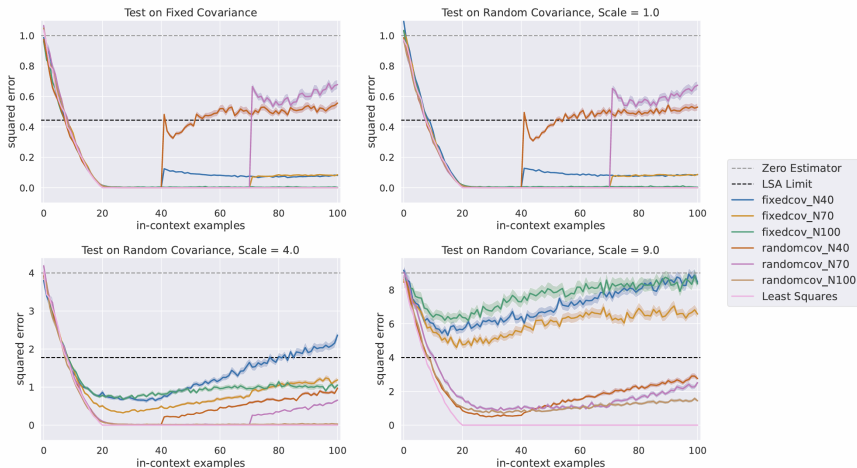 Test on Fixed Covariance
1.0
0.8
0.6
0.4
0.2
0.0
squared error
0 20 40 60 80 100
in-context examples
Test on Random Covariance, Scale = 1.0
1.0
0.8
0.6
0.4
0.2
0.0
squared error
0 20 40 60 80 100
in-context examples
Zero Estimator
LSA Limit
fixedcov_N40
fixedcov_N70
fixedcov_N100
randomcov_N40
randomcov_N70
randomcov_N100
Least Squares
Test on Random Covariance, Scale = 4.0
4
3
2
1
0
squared error
0 20 40 60 80 100
in-context examples
Test on Random Covariance, Scale = 9.0
8
6
4
2
0
squared error
0 20 40 60 80 100
in-context examples